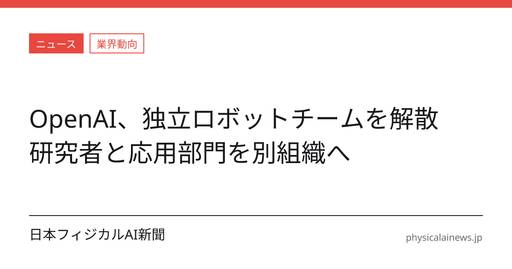 ニュース 業界動向
OpenAI、独立ロボットチームを解散
研究者と応用部門を別組織へ
日本フィジカルAI新聞
physicalainews.jp